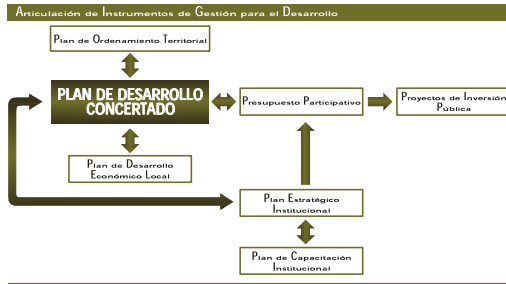 Articulación de Instrumentos de Gestión para el Desarrollo
Plan de Ordenamiento Territorial
PLAN DE DESARROLLO
CONCERTADO
Presupuesto Participativo
Proyectos de Inversión
Pública
Plan de Desarrollo
Económico Local
Plan Estratégico
Institucional
Plan de Capacitación
Institucional